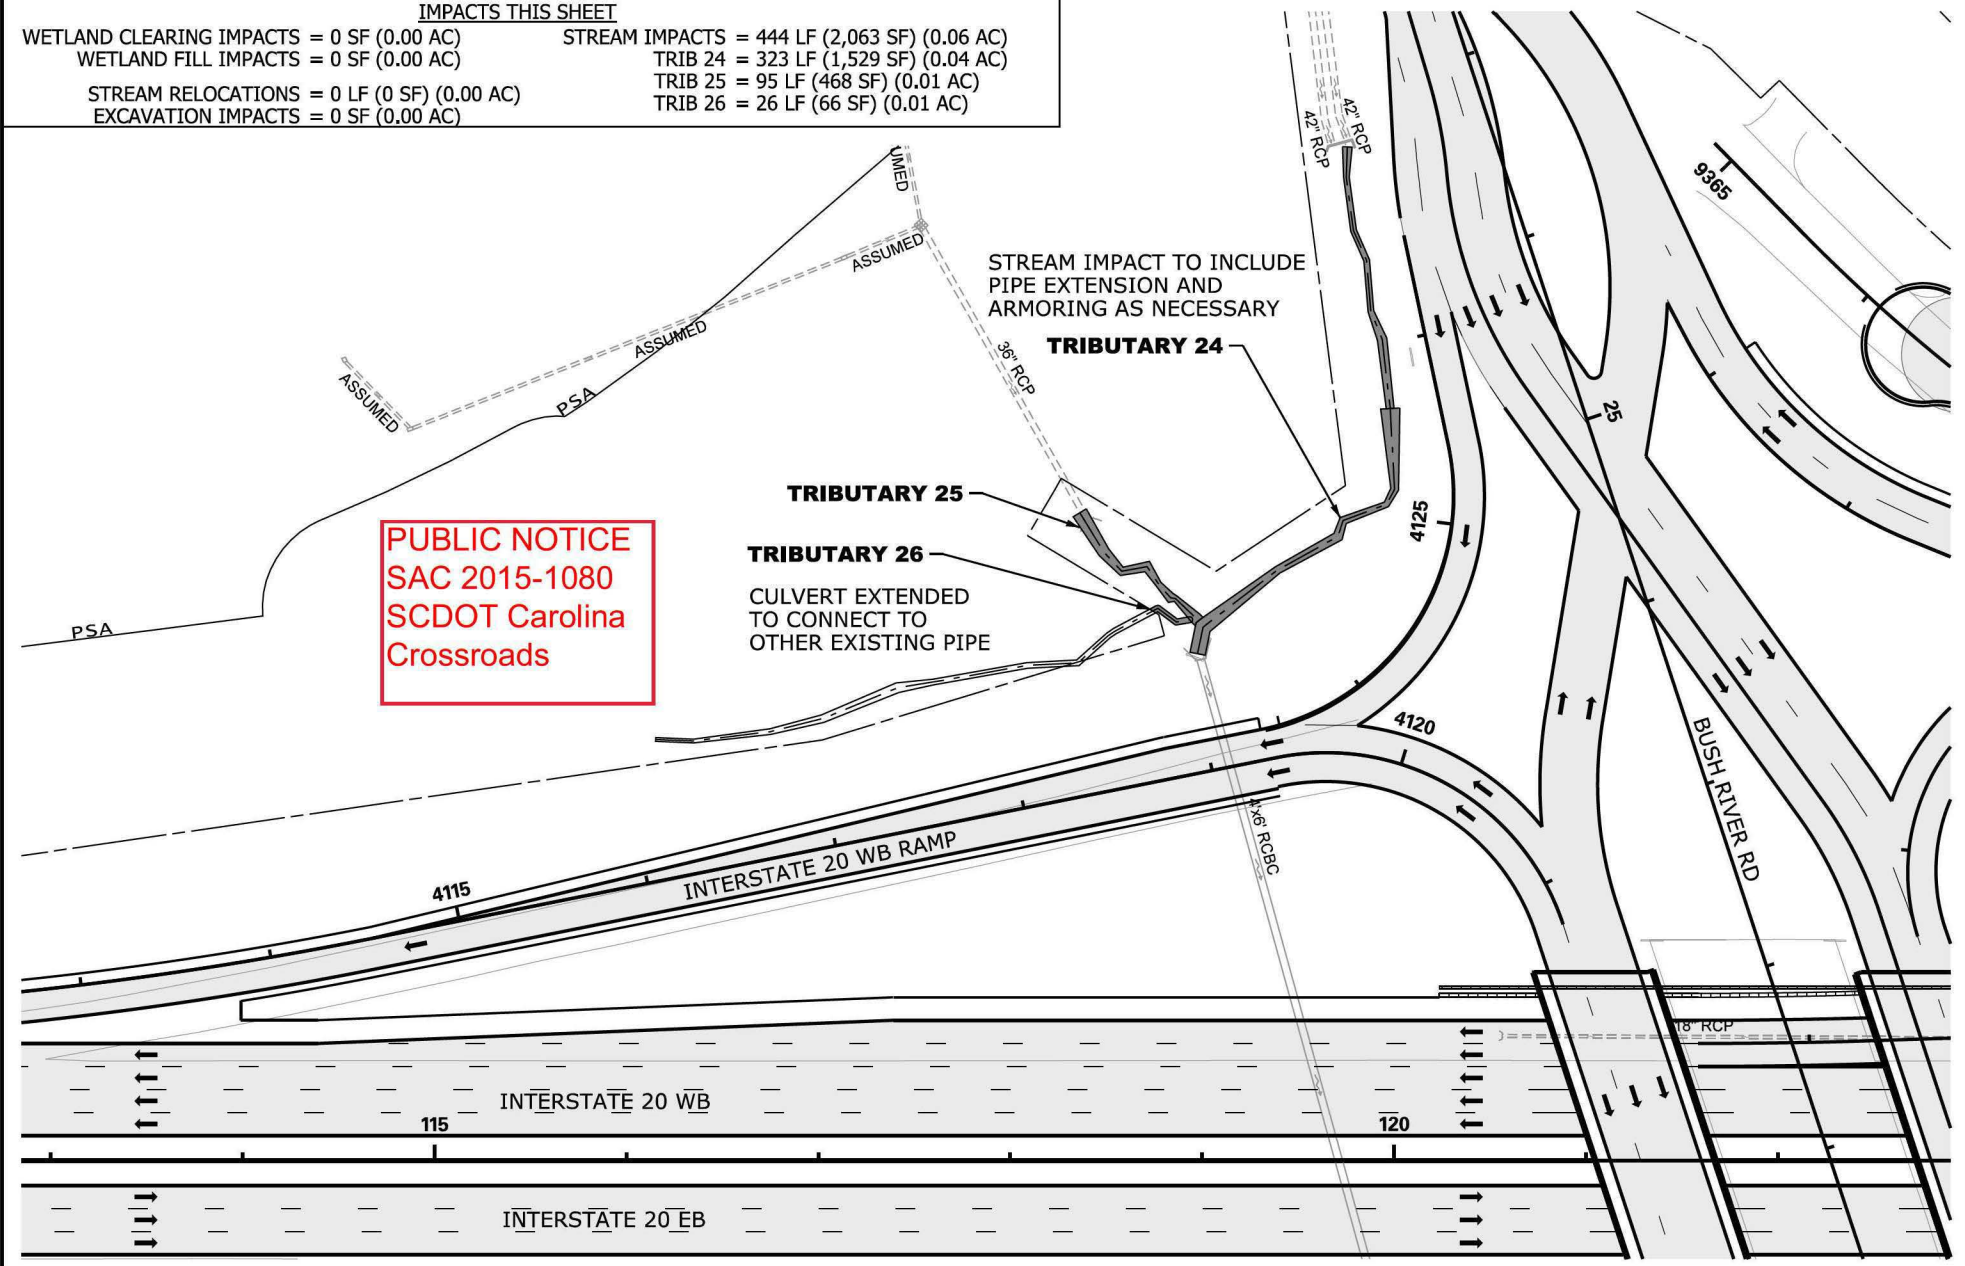 IMPACTS THIS SHEET
WETLAND CLEARING IMPACTS = 0 SF (0.00 AC)
WETLAND FILL IMPACTS = 0 SF (0.00 AC)
STREAM RELOCATIONS = 0 LF (0 SF) (0.00 AC)
EXCAVATION IMPACTS = 0 SF (0.00 AC)
STREAM IMPACTS = 444 LF (2,063 SF) (0.06 AC)
TRIB 24 = 323 LF (1,529 SF) (0.04 AC)
TRIB 25 = 95 LF (468 SF) (0.01 AC)
TRIB 26 = 26 LF (66 SF) (0.01 AC)
42" RCP
42" RCP
UMED
ASSUMED
ASSUMED
ASSUMED
PSA
PSA
36" RCP
STREAM IMPACT TO INCLUDE
PIPE EXTENSION AND
ARMORING AS NECESSARY
TRIBUTARY 24
TRIBUTARY 25
TRIBUTARY 26
CULVERT EXTENDED
TO CONNECT TO
OTHER EXISTING PIPE
PUBLIC NOTICE
SAC 2015-1080
SCDOT Carolina
Crossroads
9365
25
4125
4120
4115
BUSH RIVER RD
4'x6' RCBC
INTERSTATE 20 WB RAMP
18" RCP
INTERSTATE 20 WB
115
120
INTERSTATE 20 EB